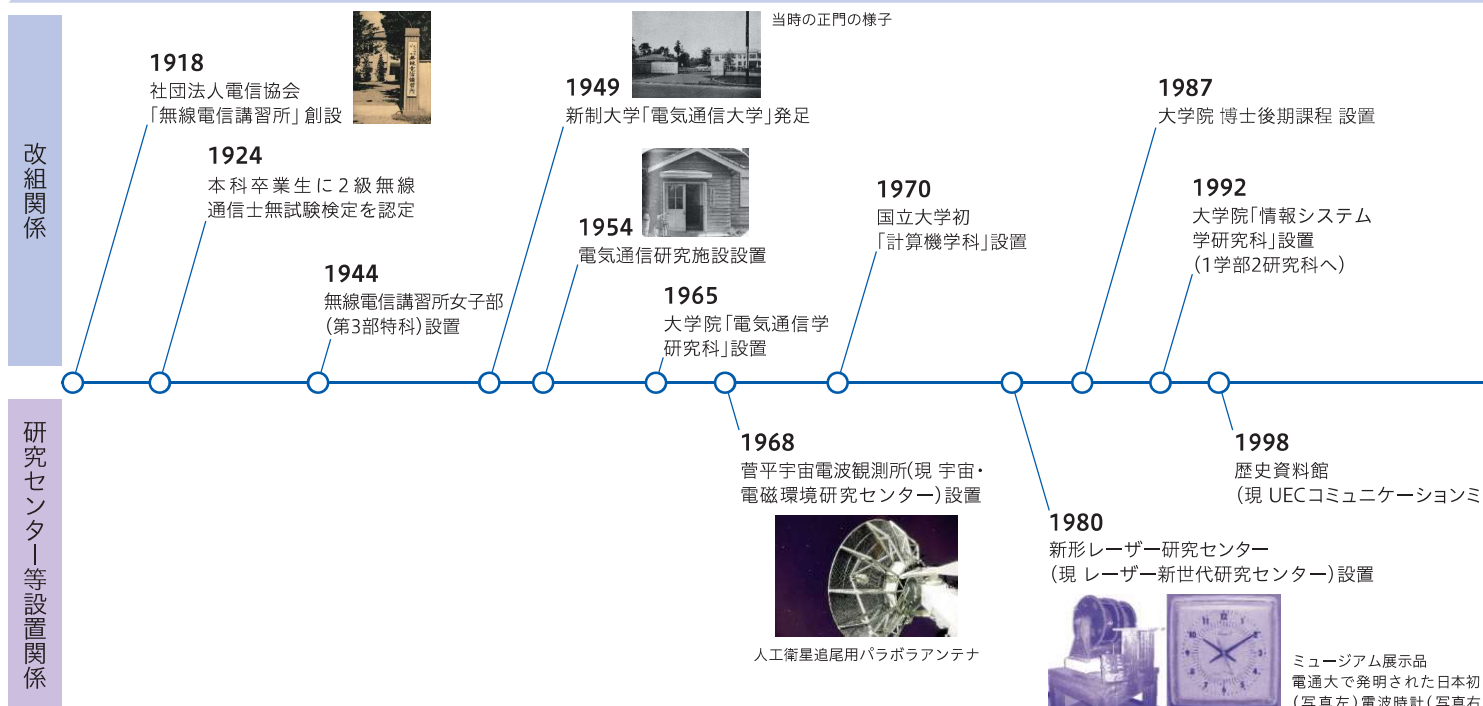 改組関係
1918
社団法人電信協会
「無線電信講習所」創設
1924
本科卒業生に2級無線
通信士無試験検定を認定
1944
無線電信講習所女子部
(第3部特科)設置
当時の正門の様子
1949
新制大学「電気通信大学」発足
1954
電気通信研究施設設置
1965
大学院「電気通信学
研究科」設置
1970
国立大学初
「計算機学科」設置
1987
大学院 博士後期課程 設置
1992
大学院「情報システム
学研究科」設置
(1学部2研究科へ)
研究センター等設置関係
1968
菅平宇宙電波観測所(現 宇宙・
電磁環境研究センター)設置
人工衛星追尾用パラボラアンテナ
1980
新形レーザー研究センター
(現 レーザー新世代研究センター)設置
1998
歴史資料館
(現 UECコミュニケーションミ
ミュージアム展示品
電通大で発明された日本初
(写真左)電波時計(写真右